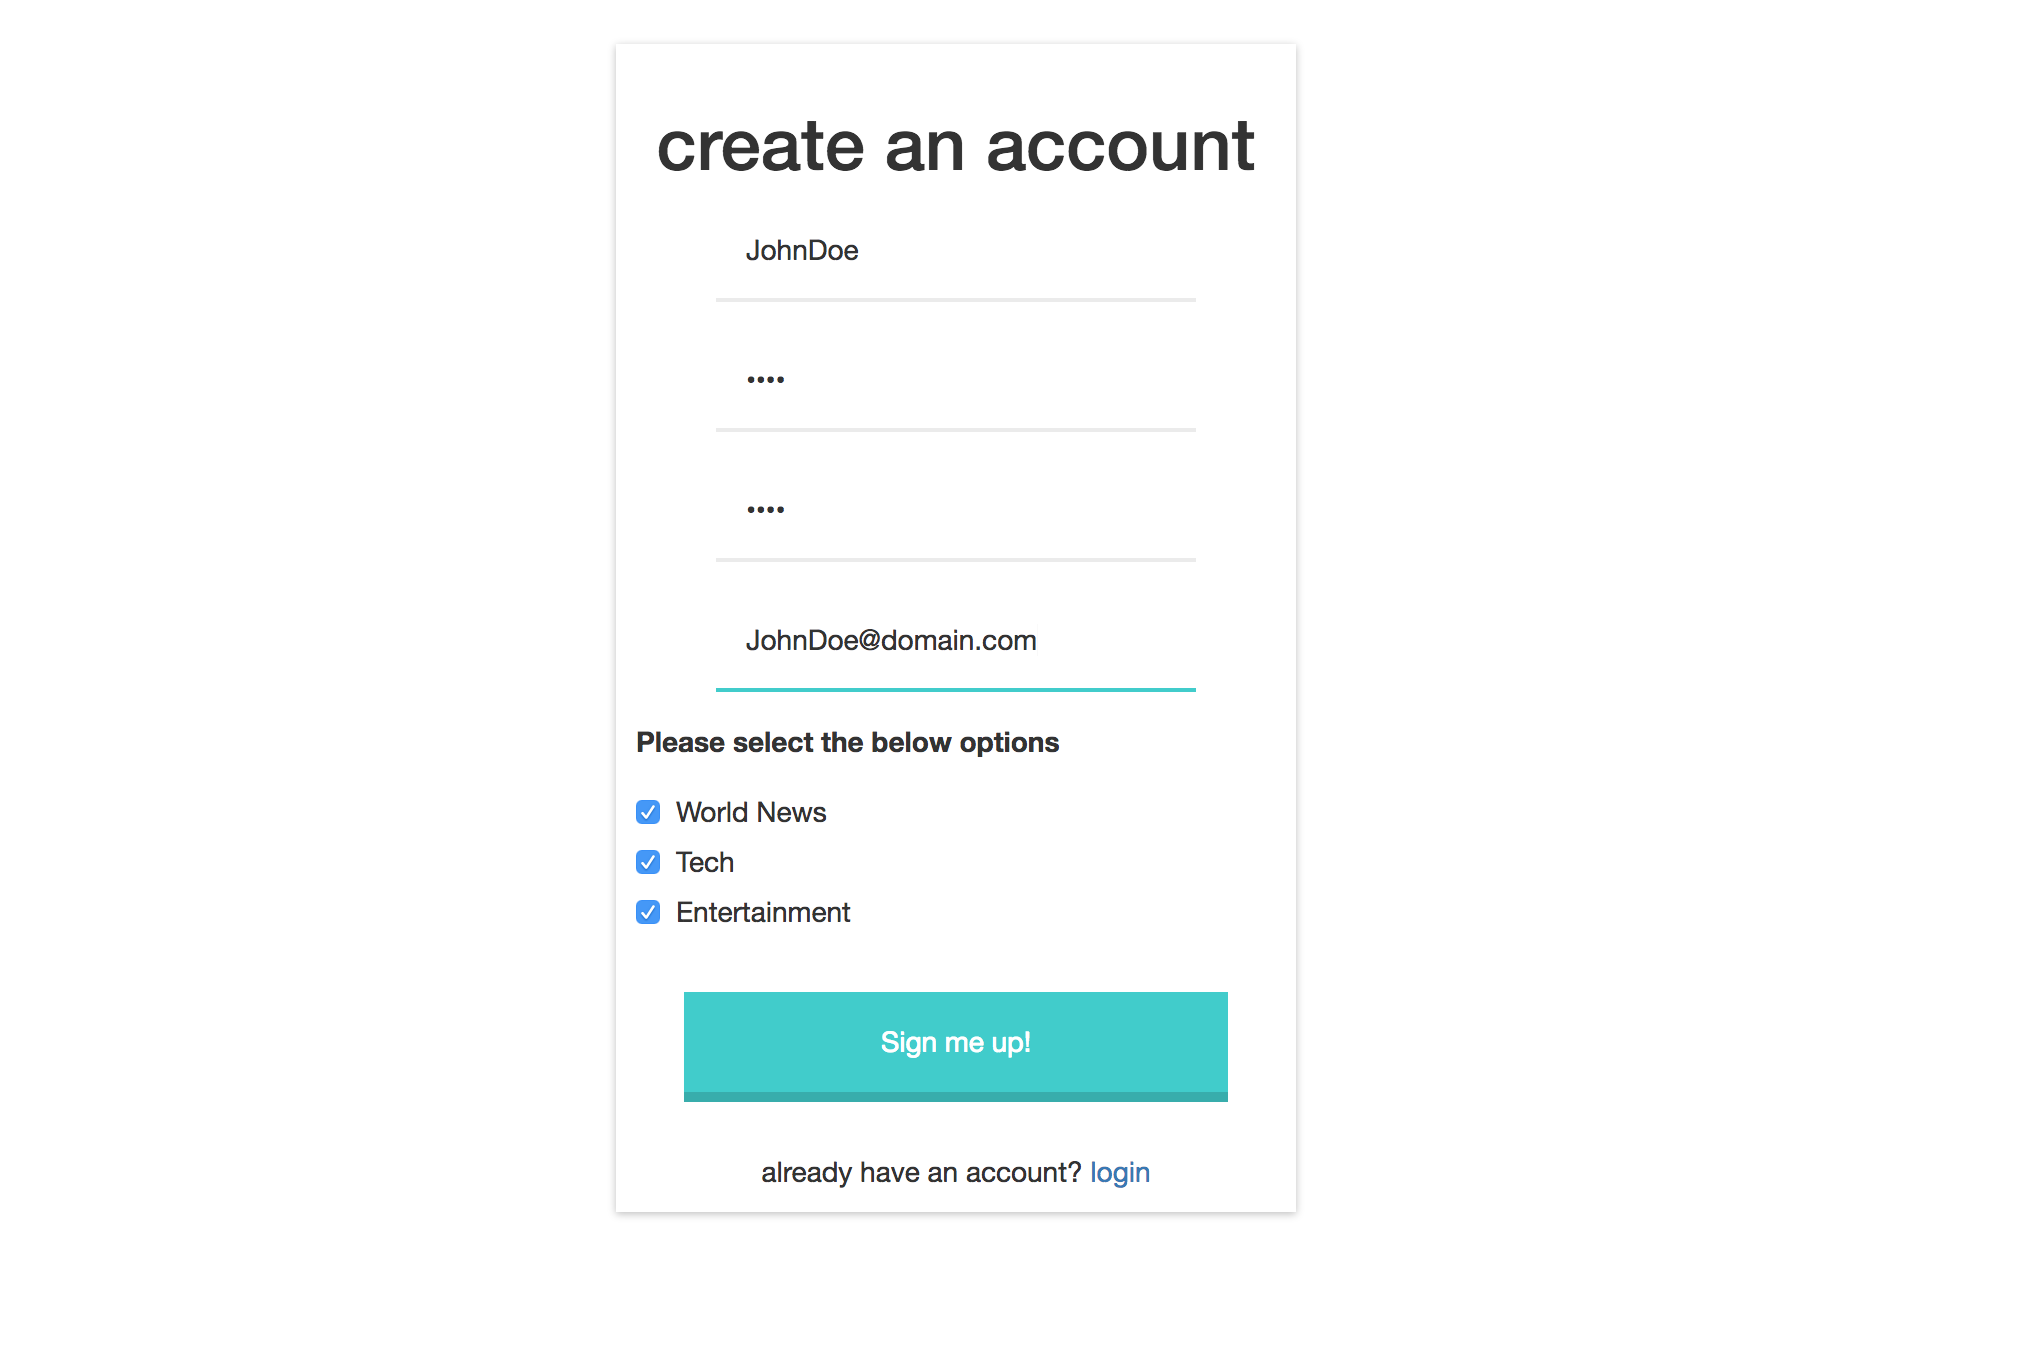 create an account
JohnDoe
••••
••••
JohnDoe@domain.com
Please select the below options
World News
Tech
Entertainment
Sign me up!
already have an account? login